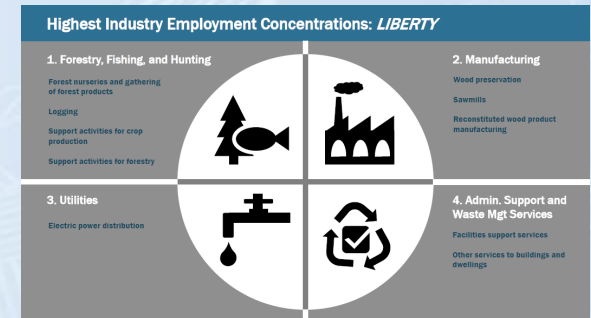 Highest Industry Employment Concentrations: LIBERTY
1. Forestry, Fishing, and Hunting
Forest nurseries and gathering
of forest products
Logging
Support activities for crop
production
Support activities for forestry
2. Manufacturing
Wood preservation
Sawmills
Reconstituted wood product
manufacturing
3. Utilities
Electric power distribution
4. Admin. Support and
Waste Mgt Services
Facilities support services
Other services to buildings and
dwellings